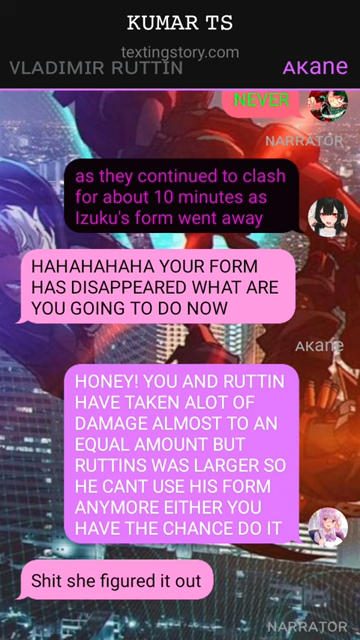 KUMAR TS
textingstory.com
VLADIMIR RUTTIN
AKane
NEVER
NARRATOR
as they continued to clash
for about 10 minutes as
Izuku's form went away
HAHAHAHAHA YOUR FORM
HAS DISAPPEARED WHAT ARE
YOU GOING TO DO NOW
AKane
HONEY! YOU AND RUTTIN
HAVE TAKEN ALOT OF
DAMAGE ALMOST TO AN
EQUAL AMOUNT BUT
RUTTINS WAS LARGER SO
HE CANT USE HIS FORM
ANYMORE EITHER YOU
HAVE THE CHANCE DO IT
Shit she figured it out
NARRATOR